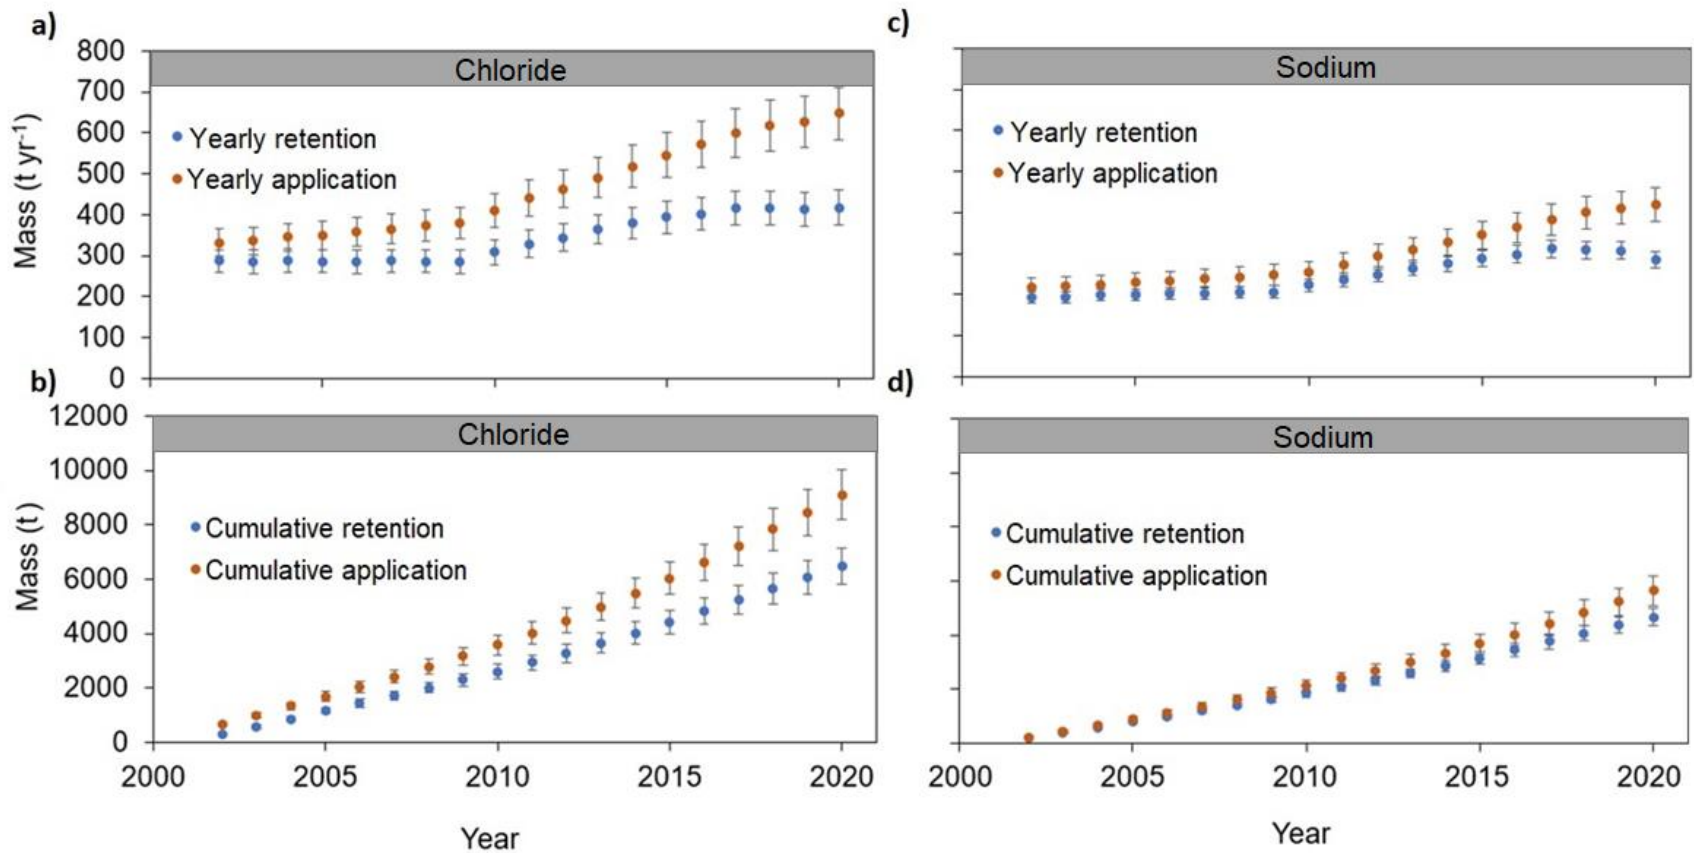 a)
Chloride
800
700
600
500
400
300
200
100
0
Mass (t yr-1)
Yearly retention
Yearly application
c)
Sodium
Yearly retention
Yearly application
b)
Chloride
12000
10000
8000
6000
4000
2000
0
Mass (t)
Cumulative retention
Cumulative application
2000 2005 2010 2015 2020
Year
d)
Sodium
Cumulative retention
Cumulative application
2000 2005 2010 2015 2020
Year